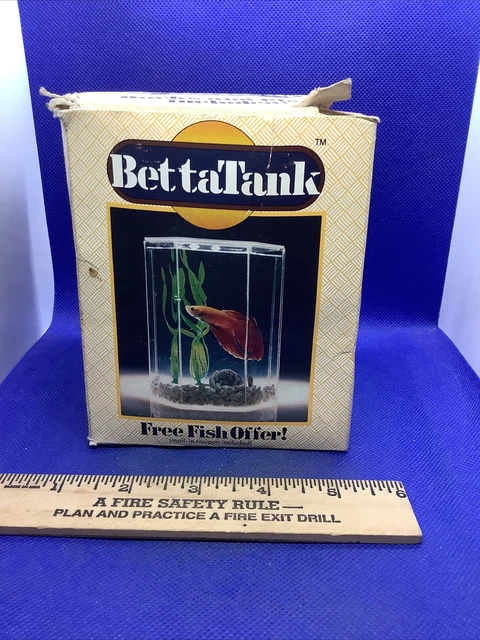 TM
BettaTank
Free Fish Offer!
(mail-in coupon included)
1 2 3 4 5 6
A FIRE SAFETY RULE —
PLAN AND PRACTICE A FIRE EXIT DRILL